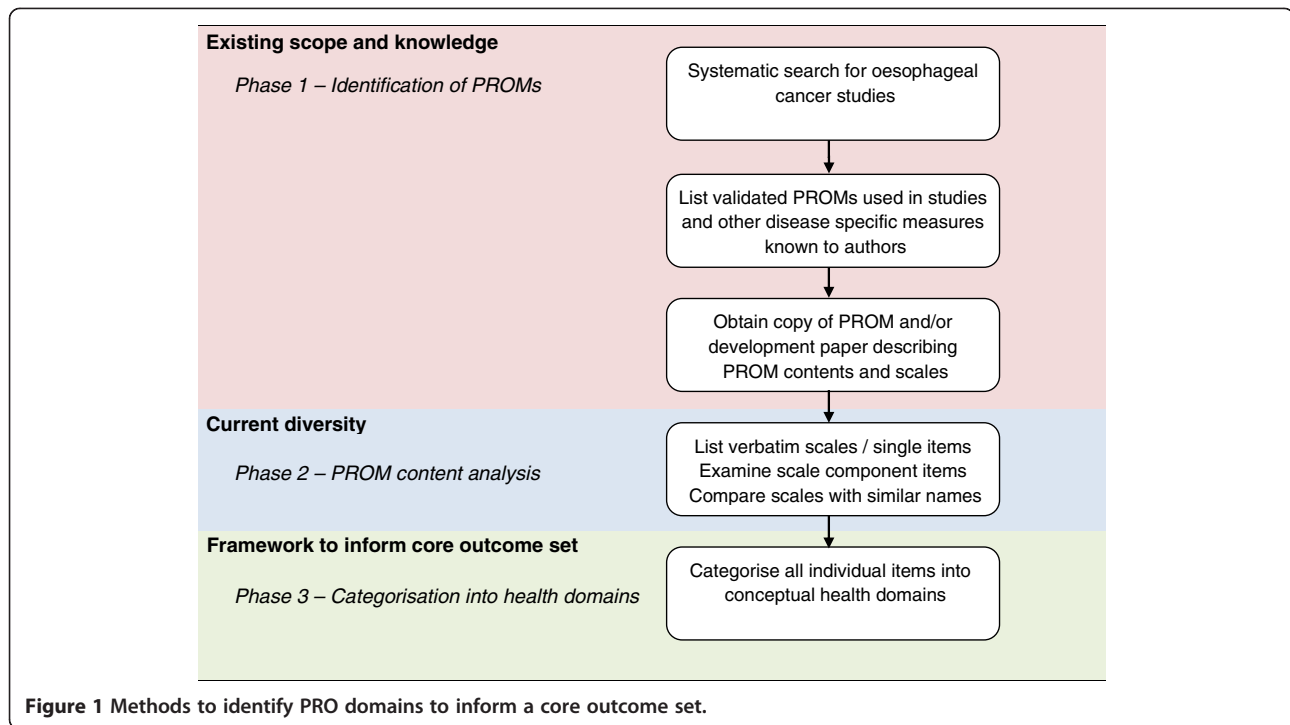 Existing scope and knowledge
Phase 1 – Identification of PROMs
Systematic search for oesophageal
cancer studies
List validated PROMs used in studies
and other disease specific measures
known to authors
Obtain copy of PROM and/or
development paper describing
PROM contents and scales
Current diversity
Phase 2 – PROM content analysis
List verbatim scales / single items
Examine scale component items
Compare scales with similar names
Framework to inform core outcome set
Phase 3 – Categorisation into health domains
Categorise all individual items into
conceptual health domains
Figure 1 Methods to identify PRO domains to inform a core outcome set.